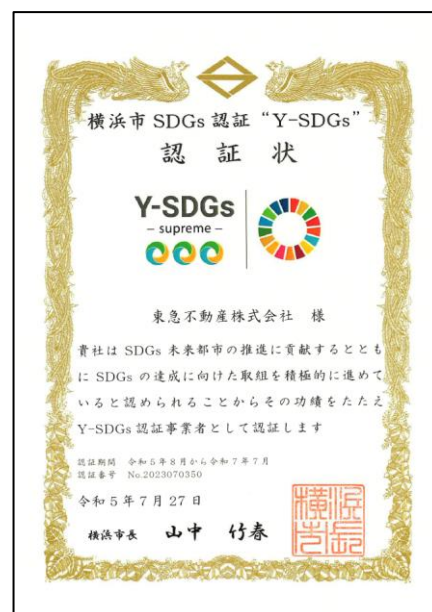 横浜市 SDGs 認証 “Y-SDGs”
認証状
Y-SDGs
– supreme –
東急不動産株式会社 様
貴社は SDGs 未来都市の推進に貢献するととも
に SDGs の達成に向けた取組を積極的に進めて
いると認められることからその功績をたたえ
Y-SDGs 認証事業者として認証します
認証期間 令和5年8月から令和7年7月
認証番号 No.2023070350
令和5年7月27日
横浜市長 山中 竹春
横浜市長